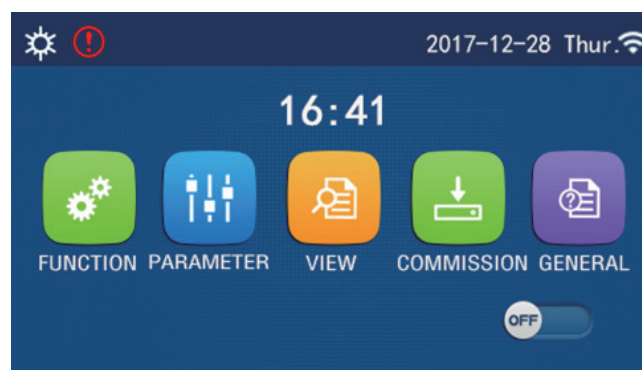 2017-12-28 Thur.
16:41
FUNCTION PARAMETER VIEW COMMISSION GENERAL
OFF